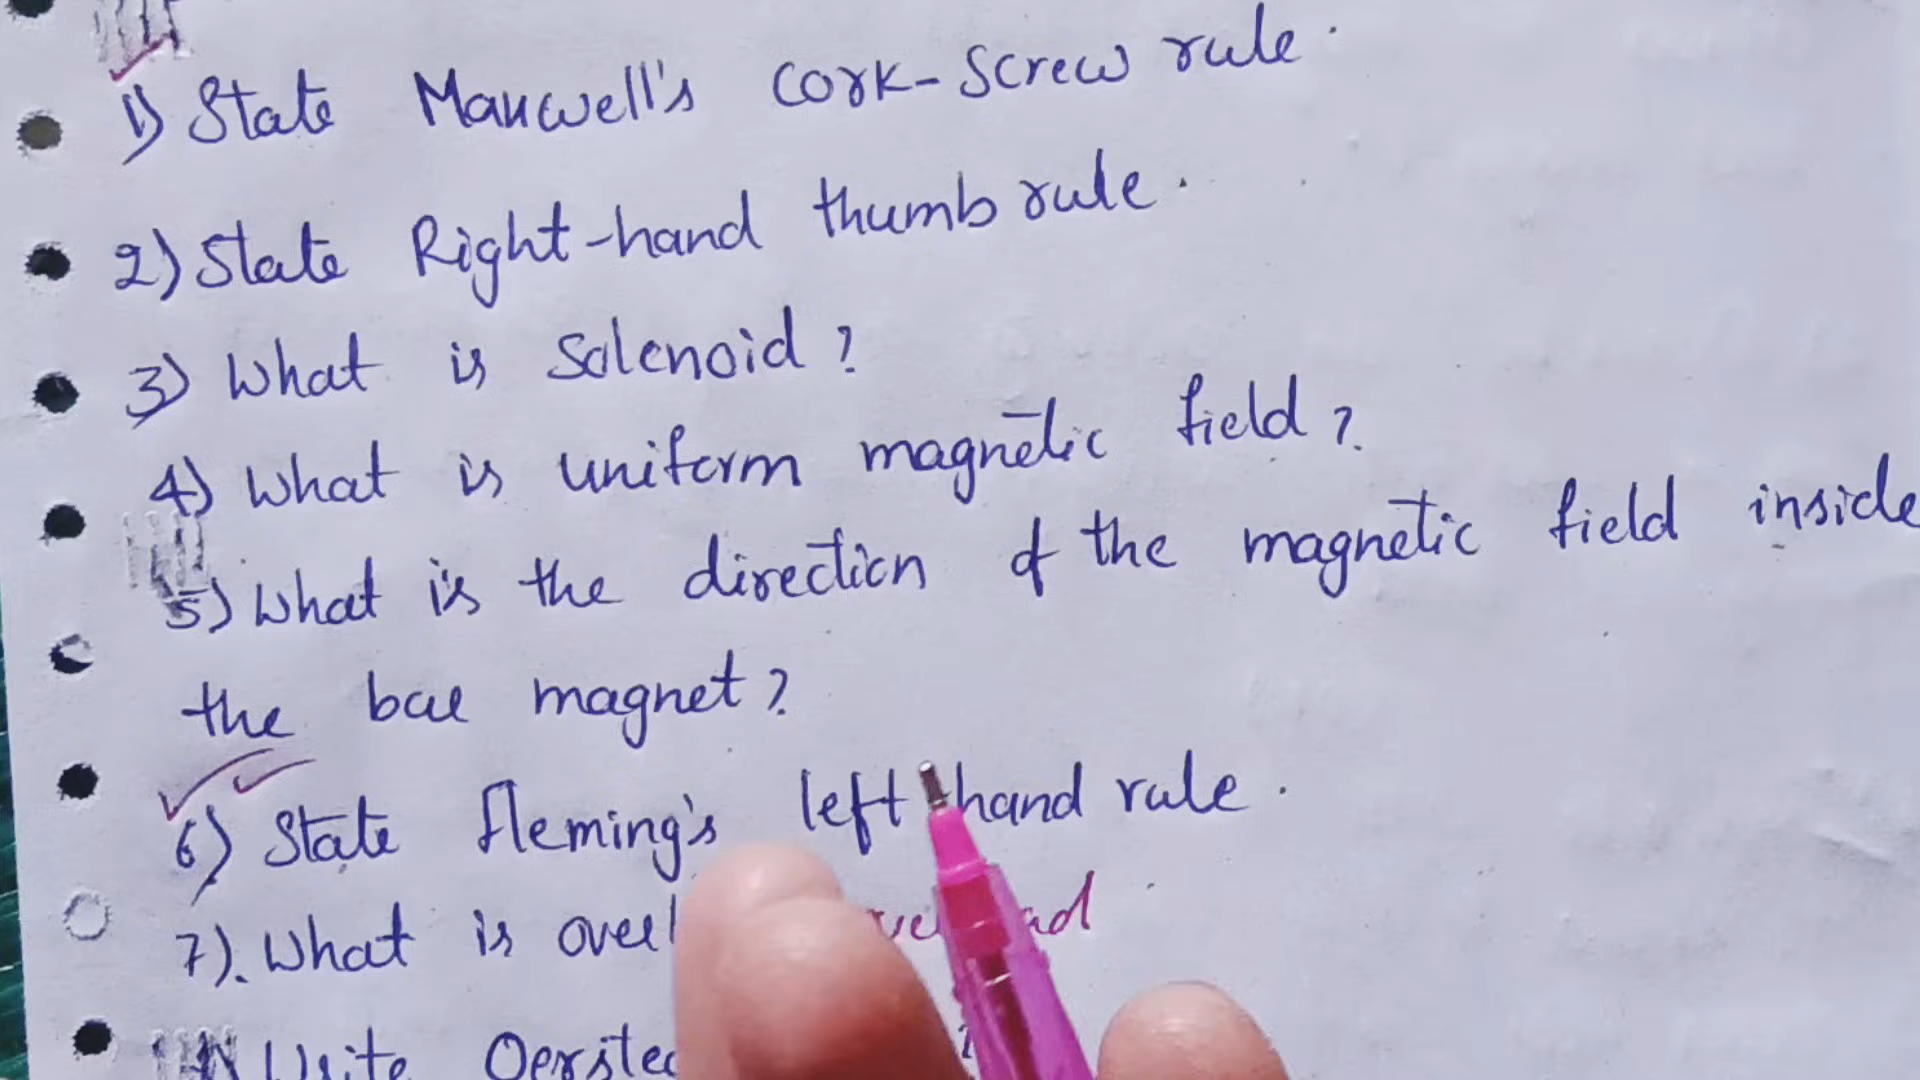 1) State Maxwell's cork-screw rule.
2) State Right-hand thumb rule.
3) What is solenoid?
4) What is uniform magnetic field?
5) What is the direction of the magnetic field inside
the bar magnet?
6) State Fleming's left hand rule.
7). What is
Write